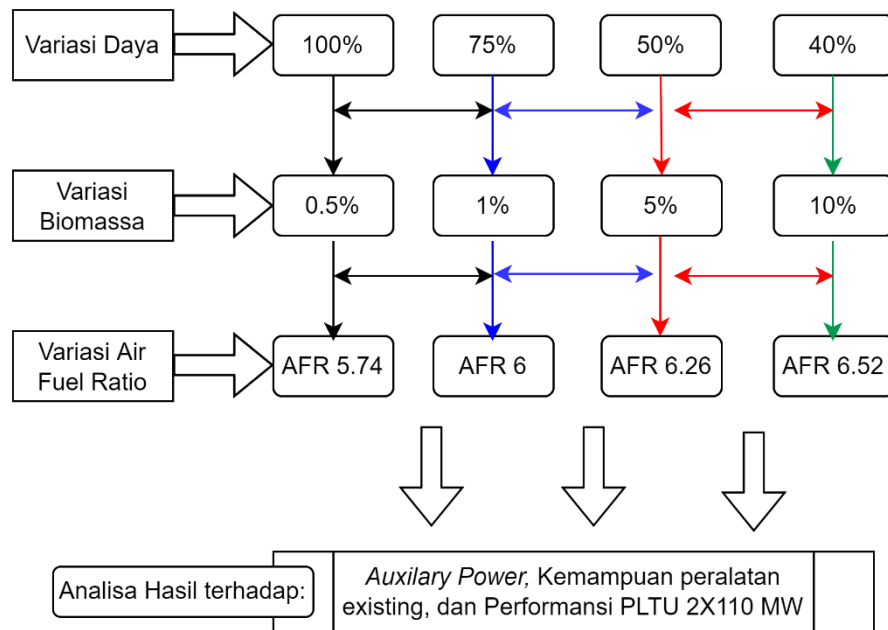 Variasi Daya
100%
75%
50%
40%
Variasi
Biomassa
0.5%
1%
5%
10%
Variasi Air
Fuel Ratio
AFR 5.74
AFR 6
AFR 6.26
AFR 6.52
Analisa Hasil terhadap:
Auxilary Power, Kemampuan peralatan
existing, dan Performansi PLTU 2X110 MW